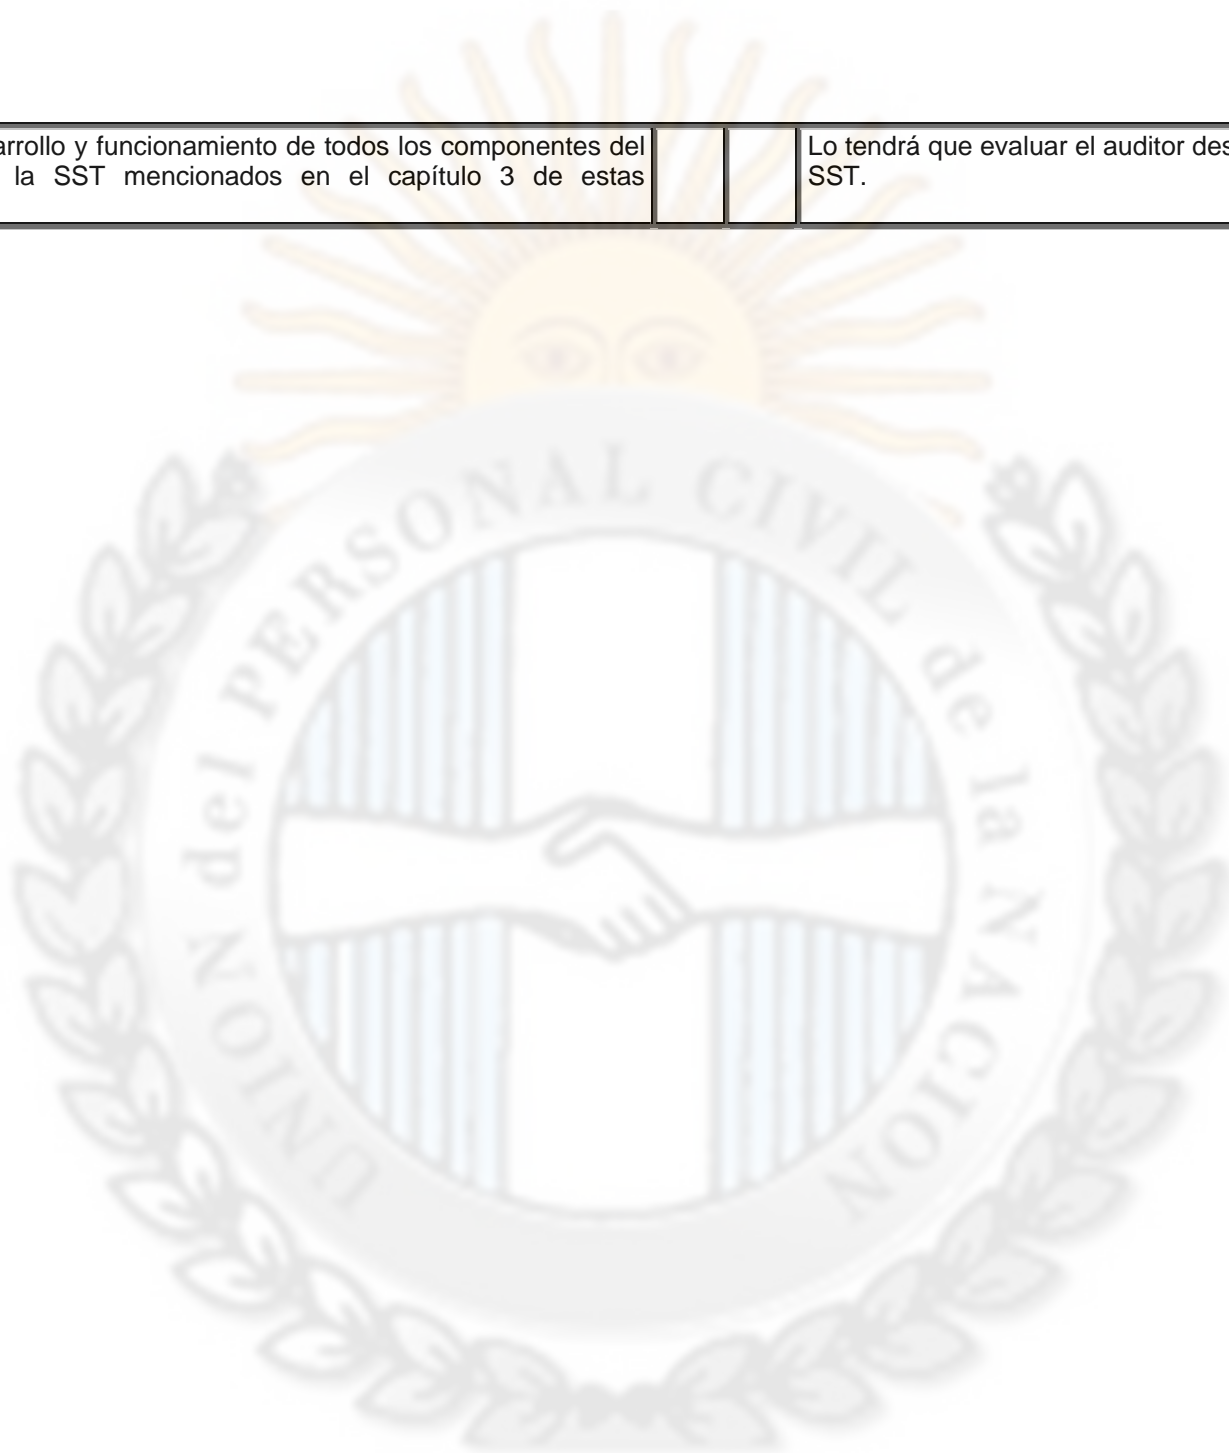 arrollo y funcionamiento de todos los componentes del
la SST mencionados en el capítulo 3 de estas
Lo tendrá que evaluar el auditor des
SST.
UNION del PERSONAL CIVIL de la NACION